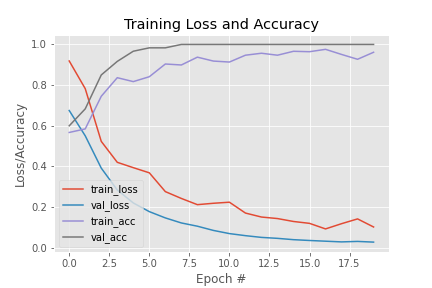 Training Loss and Accuracy
1.0
0.8
0.6
0.4
0.2
0.0
Loss/Accuracy
train_loss
val_loss
train_acc
val_acc
0.0 2.5 5.0 7.5 10.0 12.5 15.0 17.5
Epoch #